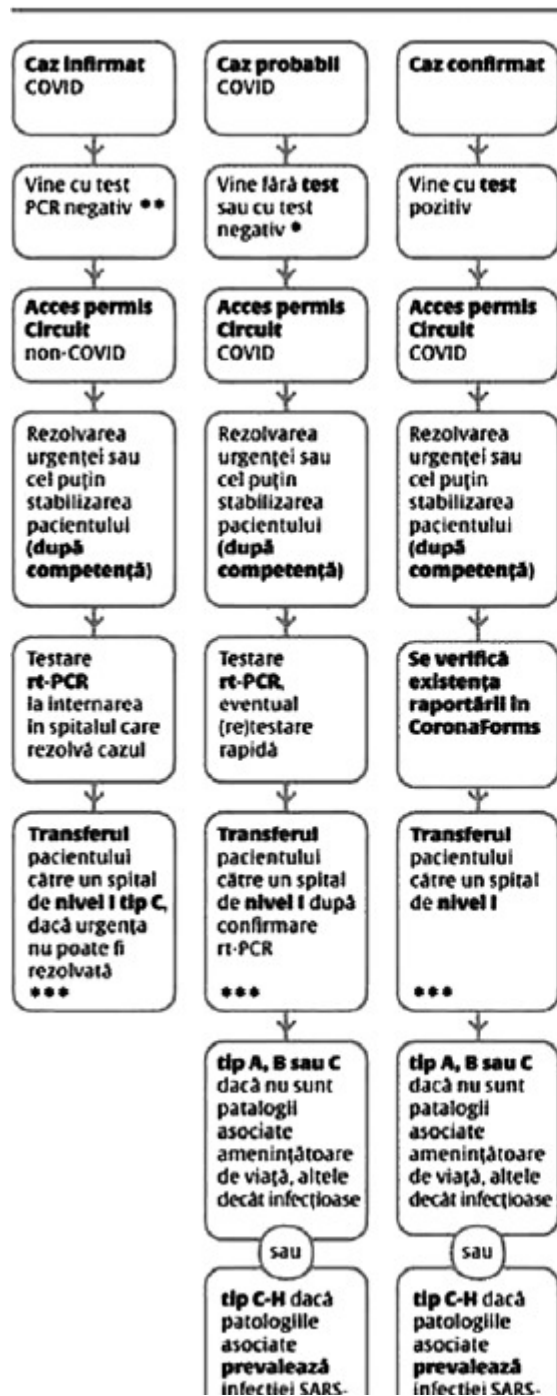 Caz infirmat
COVID
Vine cu test
PCR negativ **
Acces permis
Circuit
non-COVID
Rezolvarea
urgenței sau
cel puțin
stabilizarea
pacientului
(după
competență)
Testare
rt-PCR
la internarea
în spitalul care
rezolvă cazul
Transferul
pacientului
către un spital
de nivel I tip C,
dacă urgența
nu poate fi
rezolvată
***
Caz probabil
COVID
Vine fără test
sau cu test
negativ *
Acces permis
Circuit
COVID
Rezolvarea
urgenței sau
cel puțin
stabilizarea
pacientului
(după
competență)
Testare
rt-PCR,
eventual
(re)testare
rapidă
Transferul
pacientului
către un spital
de nivel I după
confirmare
rt-PCR
***
tip A, B sau C
dacă nu sunt
patalogii
asociate
amenințătoare
de viață, altele
decât infecțioase
sau
tip C-H dacă
patologiile
asociate
prevalează
infecției SARS-
Caz confirmat
Vine cu test
pozitiv
Acces permis
Circuit
COVID
Rezolvarea
urgenței sau
cel puțin
stabilizarea
pacientului
(după
competență)
Se verifică
existența
raportării în
CoronaForms
Transferul
pacientului
către un spital
de nivel I
***
tip A, B sau C
dacă nu sunt
patalogii
asociate
amenințătoare
de viață, altele
decât infecțioase
sau
tip C-H dacă
patologiile
asociate
prevalează
infecției SARS-